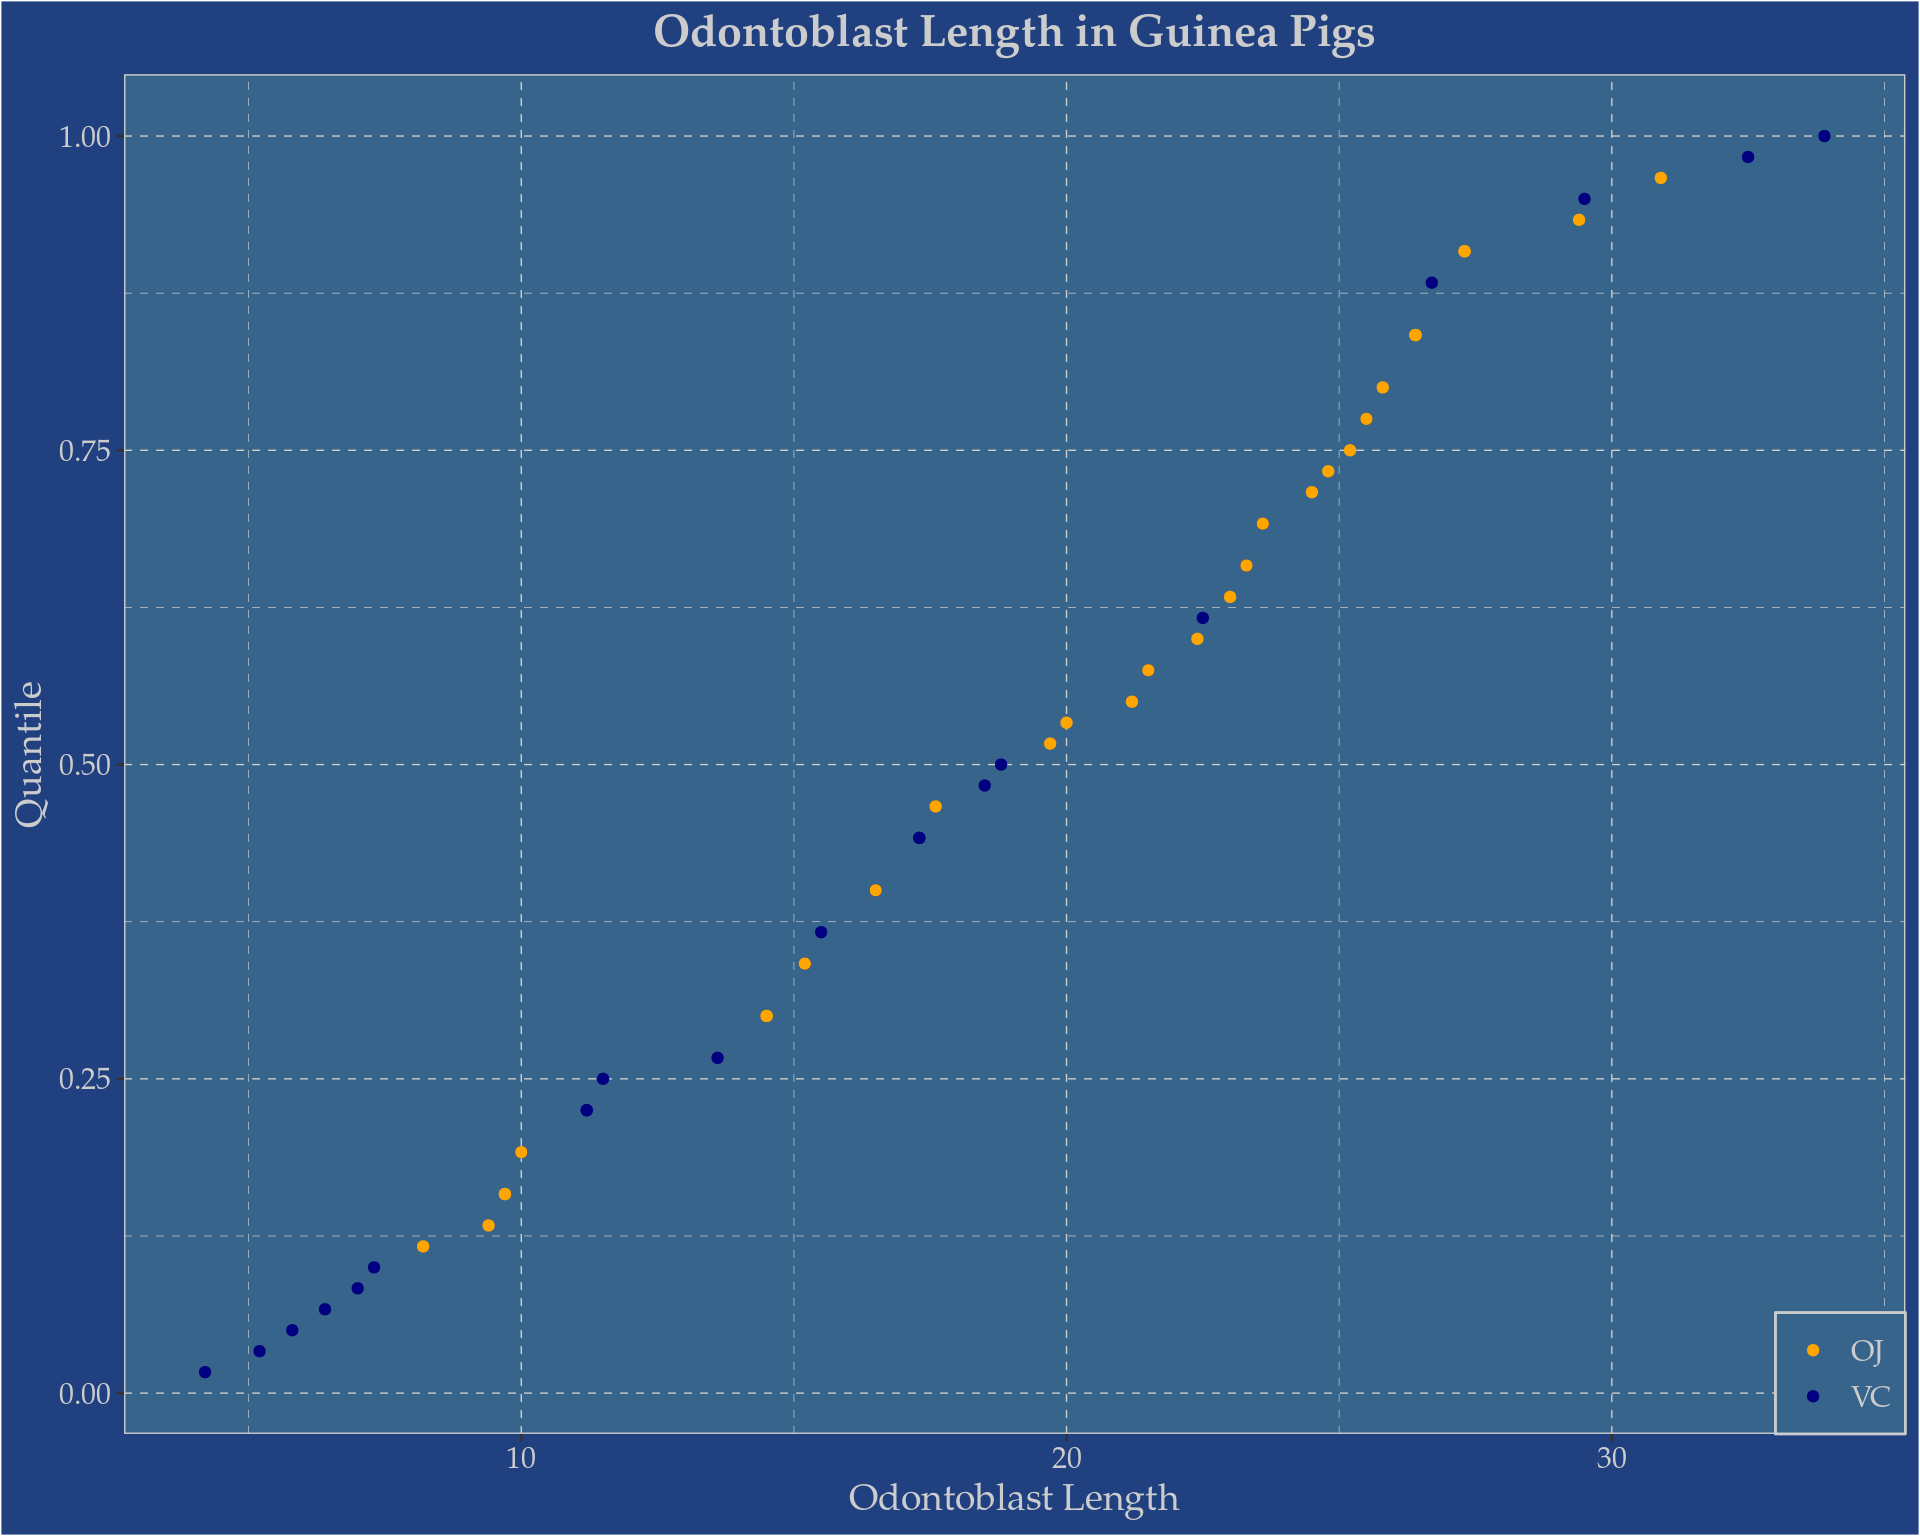 Odontoblast Length in Guinea Pigs
1.00
0.75
0.50
0.25
0.00
Quantile
10 20 30
Odontoblast Length
OJ
VC